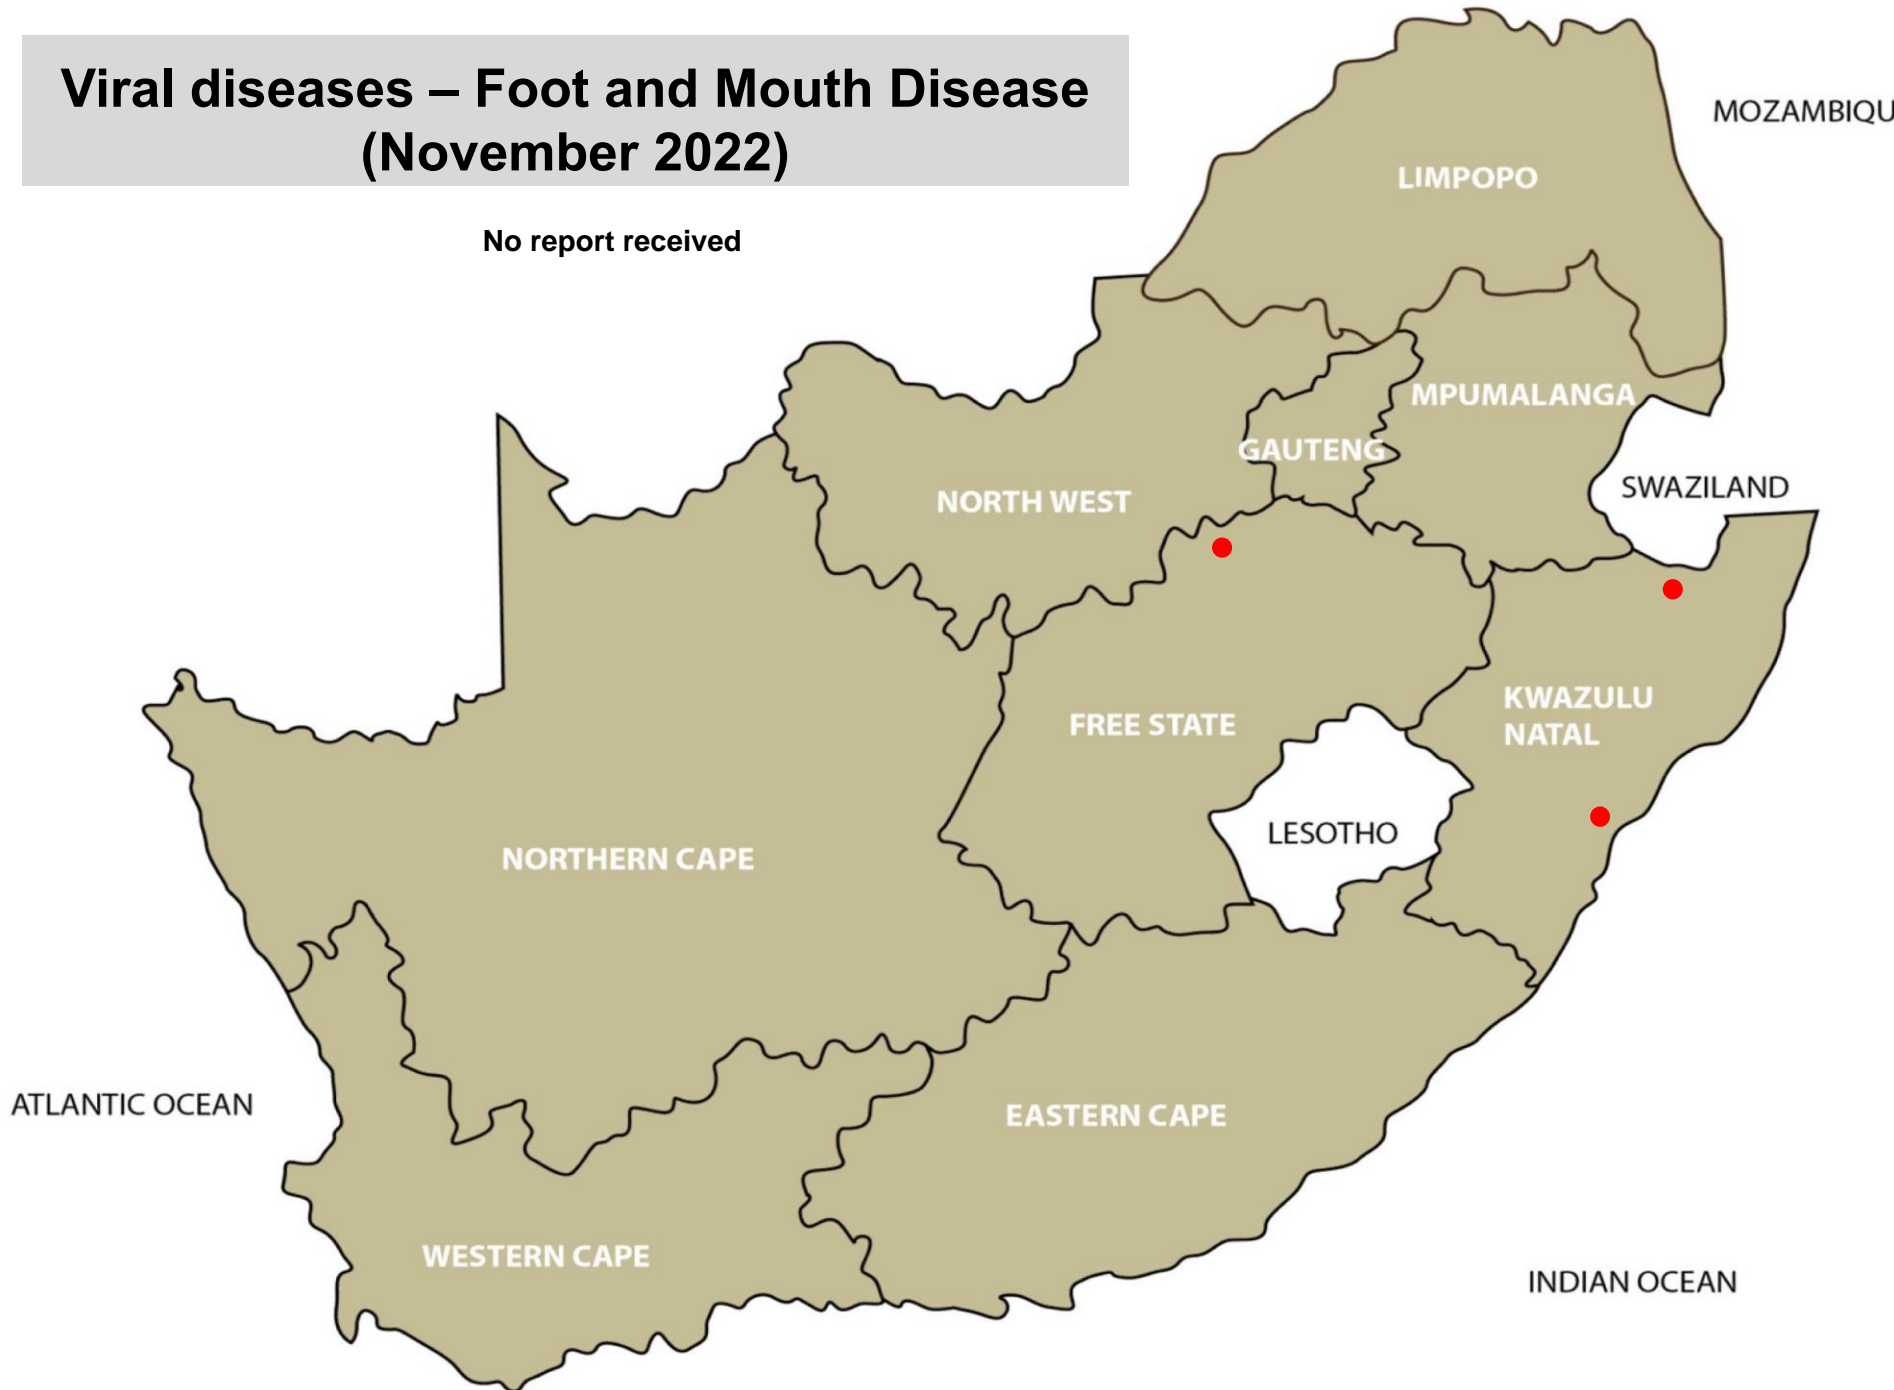 Viral diseases – Foot and Mouth Disease
(November 2022)
No report received
MOZAMBIQU
LIMPOPO
MPUMALANGA
GAUTENG
SWAZILAND
NORTH WEST
KWAZULU
NATAL
FREE STATE
LESOTHO
NORTHERN CAPE
ATLANTIC OCEAN
EASTERN CAPE
WESTERN CAPE
INDIAN OCEAN